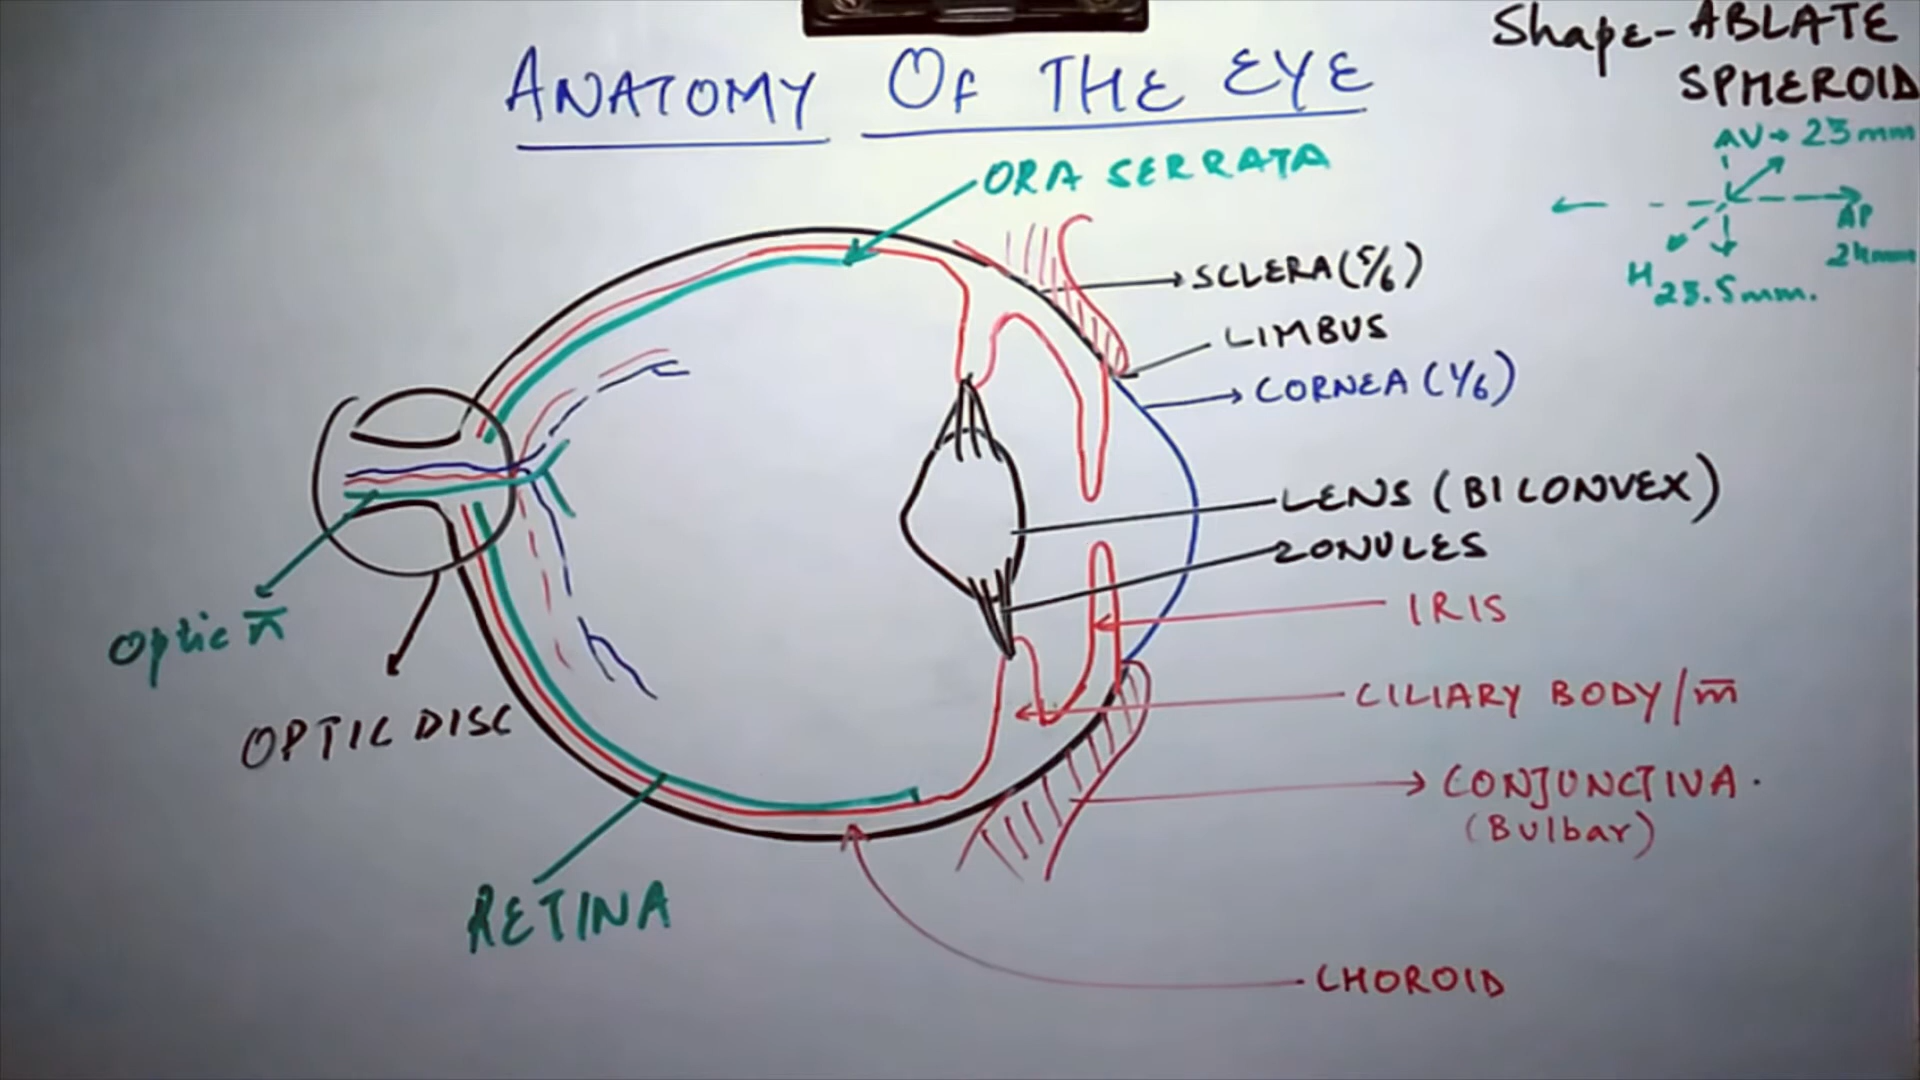 ANATOMY OF THE EYE
Shape - ABLATE
SPHEROID
AV → 23mm
AP
24mm
H
23.5mm.
ORA SERRATA
SCLERA (5/6)
LIMBUS
CORNEA (1/6)
LENS (BICONVEX)
ZONULES
IRIS
CILIARY BODY/m̅
CONJUNCTIVA.
(Bulbar)
CHOROID
Optic n̅
OPTIC DISC
RETINA